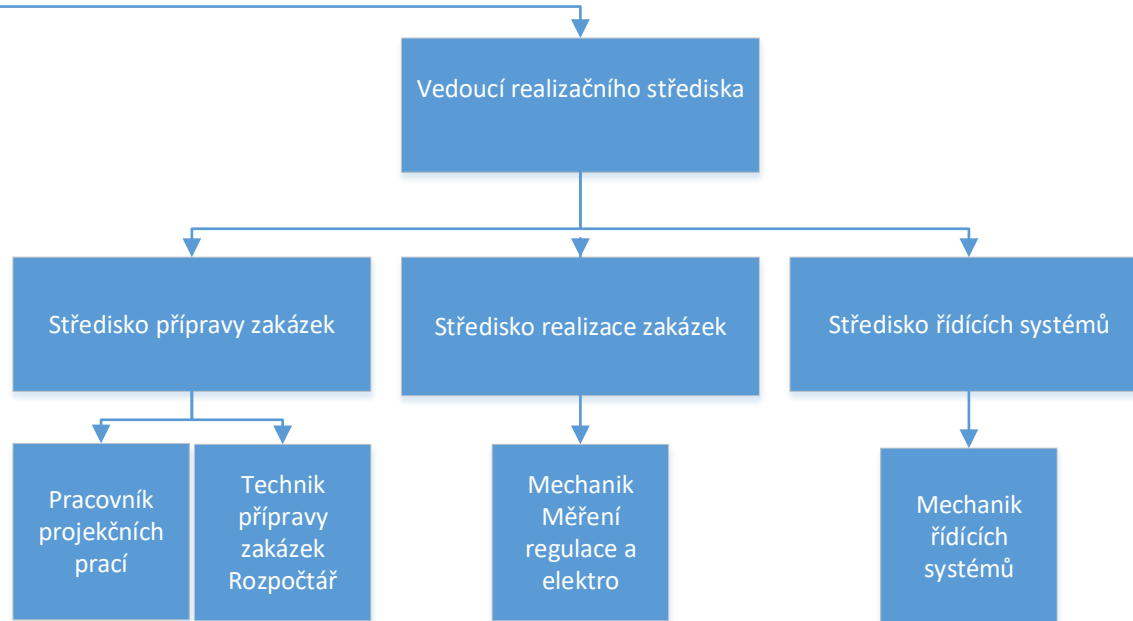 Vedoucí realizačního střediska
Středisko přípravy zakázek
Středisko realizace zakázek
Středisko řídících systémů
Pracovník
projekčních
prací
Technik
přípravy
zakázek
Rozpočtář
Mechanik
Měření
regulace a
elektro
Mechanik
řídících
systémů